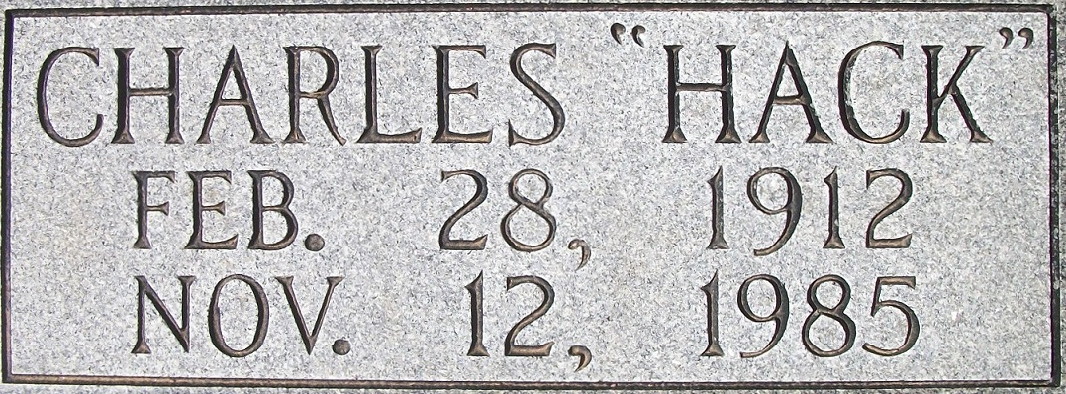 CHARLES "HACK"
FEB. 28, 1912
NOV. 12, 1985